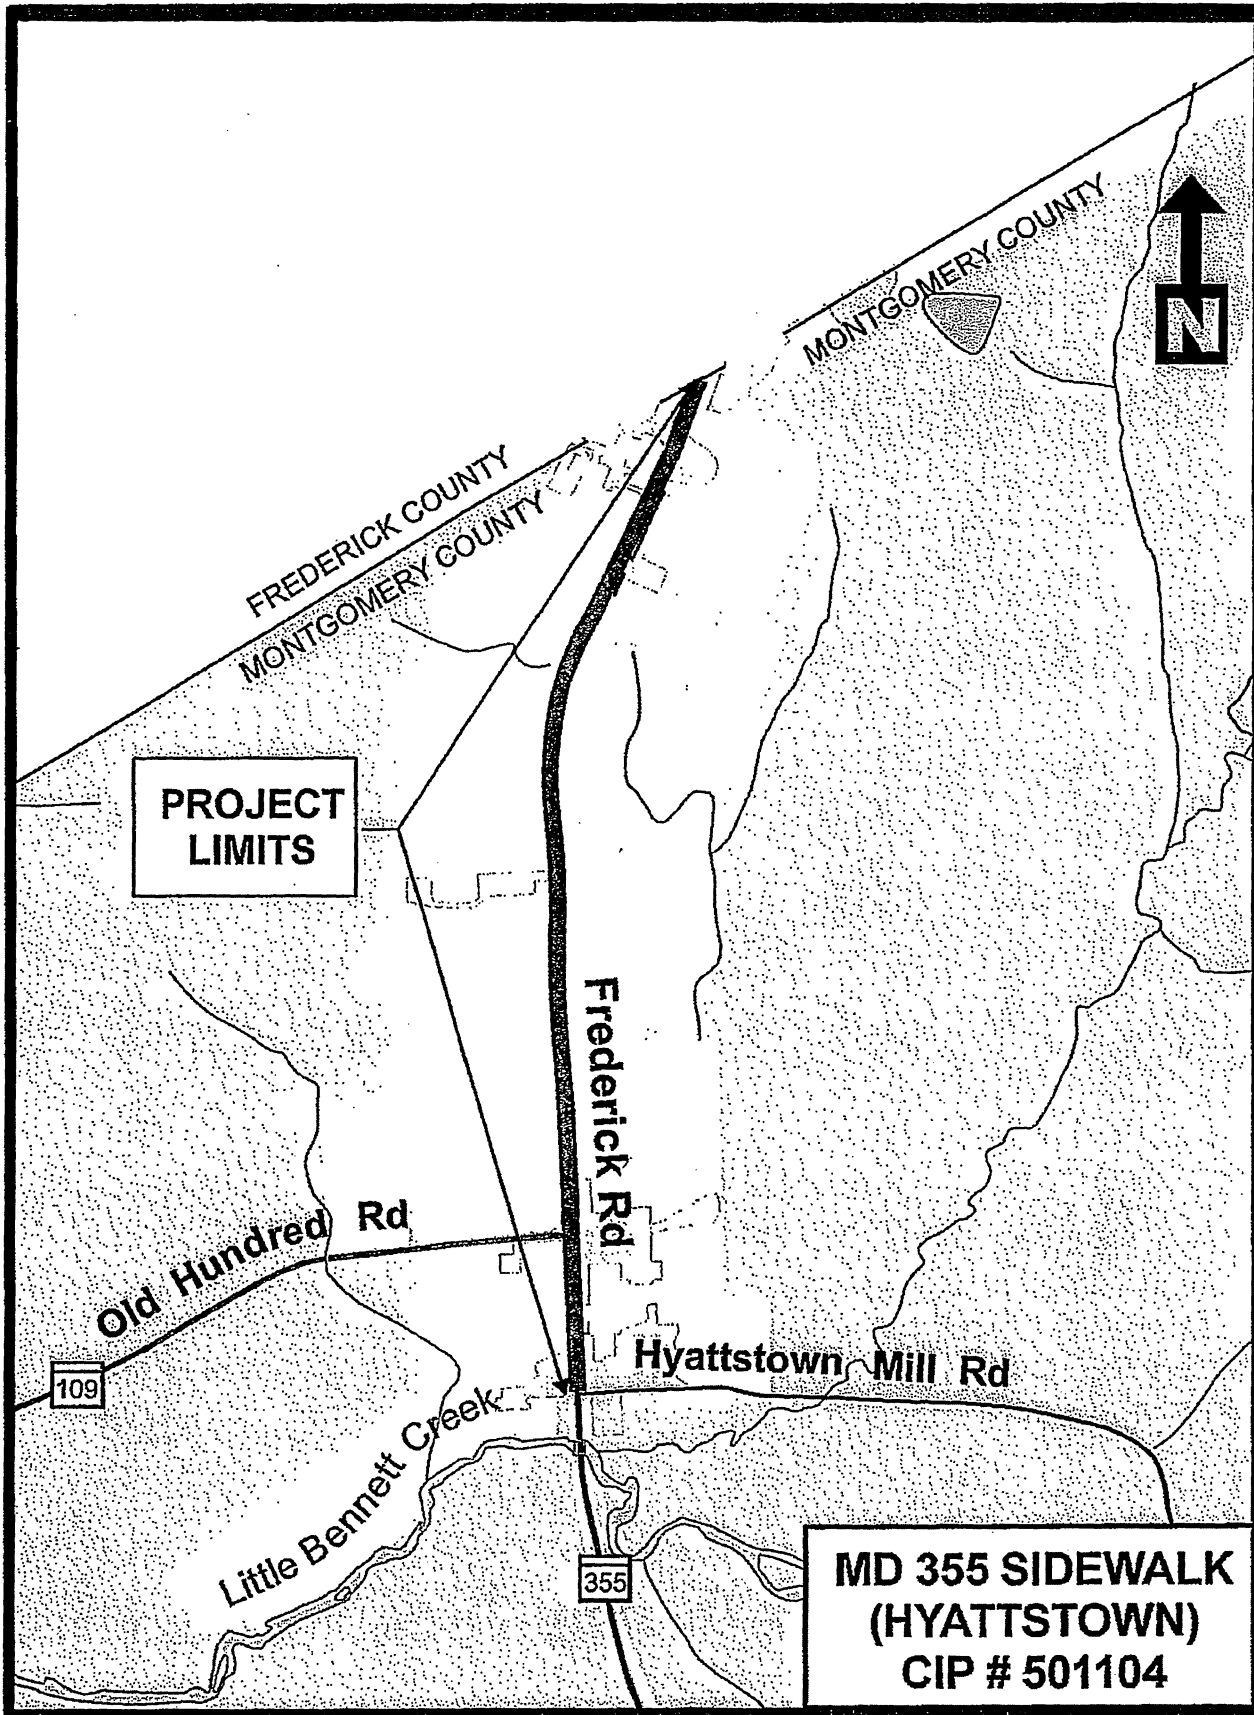 MONTGOMERY COUNTY
N
FREDERICK COUNTY
MONTGOMERY COUNTY
PROJECT
LIMITS
Frederick Rd
Old Hundred Rd
109
Hyattstown Mill Rd
Little Bennett Creek
355
MD 355 SIDEWALK
(HYATTSTOWN)
CIP # 501104